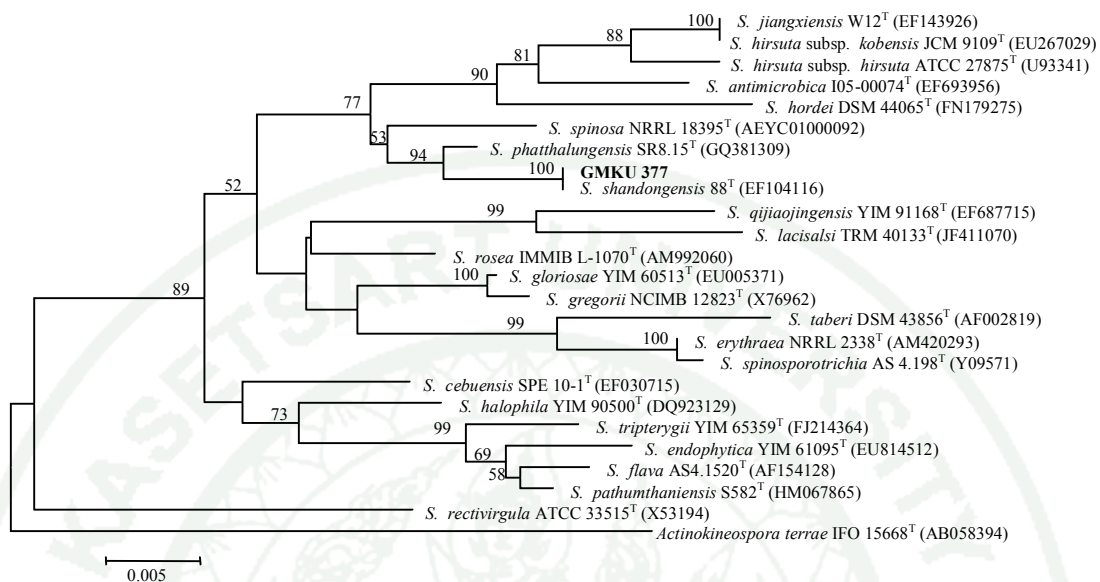 100 S. jiangxiensis W12T (EF143926)
88 S. hirsuta subsp. kobensis JCM 9109T (EU267029)
81 S. hirsuta subsp. hirsuta ATCC 27875T (U93341)
90 S. antimicrobica I05-00074T (EF693956)
77 S. hordei DSM 44065T (FN179275)
53 S. spinosa NRRL 18395T (AEYC01000092)
94 S. phatthalungensis SR8.15T (GQ381309)
100 GMKU 377
S. shandongensis 88T (EF104116)
52
99 S. qijiaojingensis YIM 91168T (EF687715)
S. lacisalsi TRM 40133T (JF411070)
S. rosea IMMIB L-1070T (AM992060)
100 S. gloriosae YIM 60513T (EU005371)
89 S. gregorii NCIMB 12823T (X76962)
99 S. taberi DSM 43856T (AF002819)
100 S. erythraea NRRL 2338T (AM420293)
S. spinosporotrichia AS 4.198T (Y09571)
S. cebuensis SPE 10-1T (EF030715)
73 S. halophila YIM 90500T (DQ923129)
99 S. tripterygii YIM 65359T (FJ214364)
69 S. endophytica YIM 61095T (EU814512)
58 S. flava AS4.1520T (AF154128)
S. pathumthaniensis S582T (HM067865)
S. rectivirgula ATCC 33515T (X53194)
Actinokineospora terrae IFO 15668T (AB058394)
0.005
KASETSART UNIVERSITY